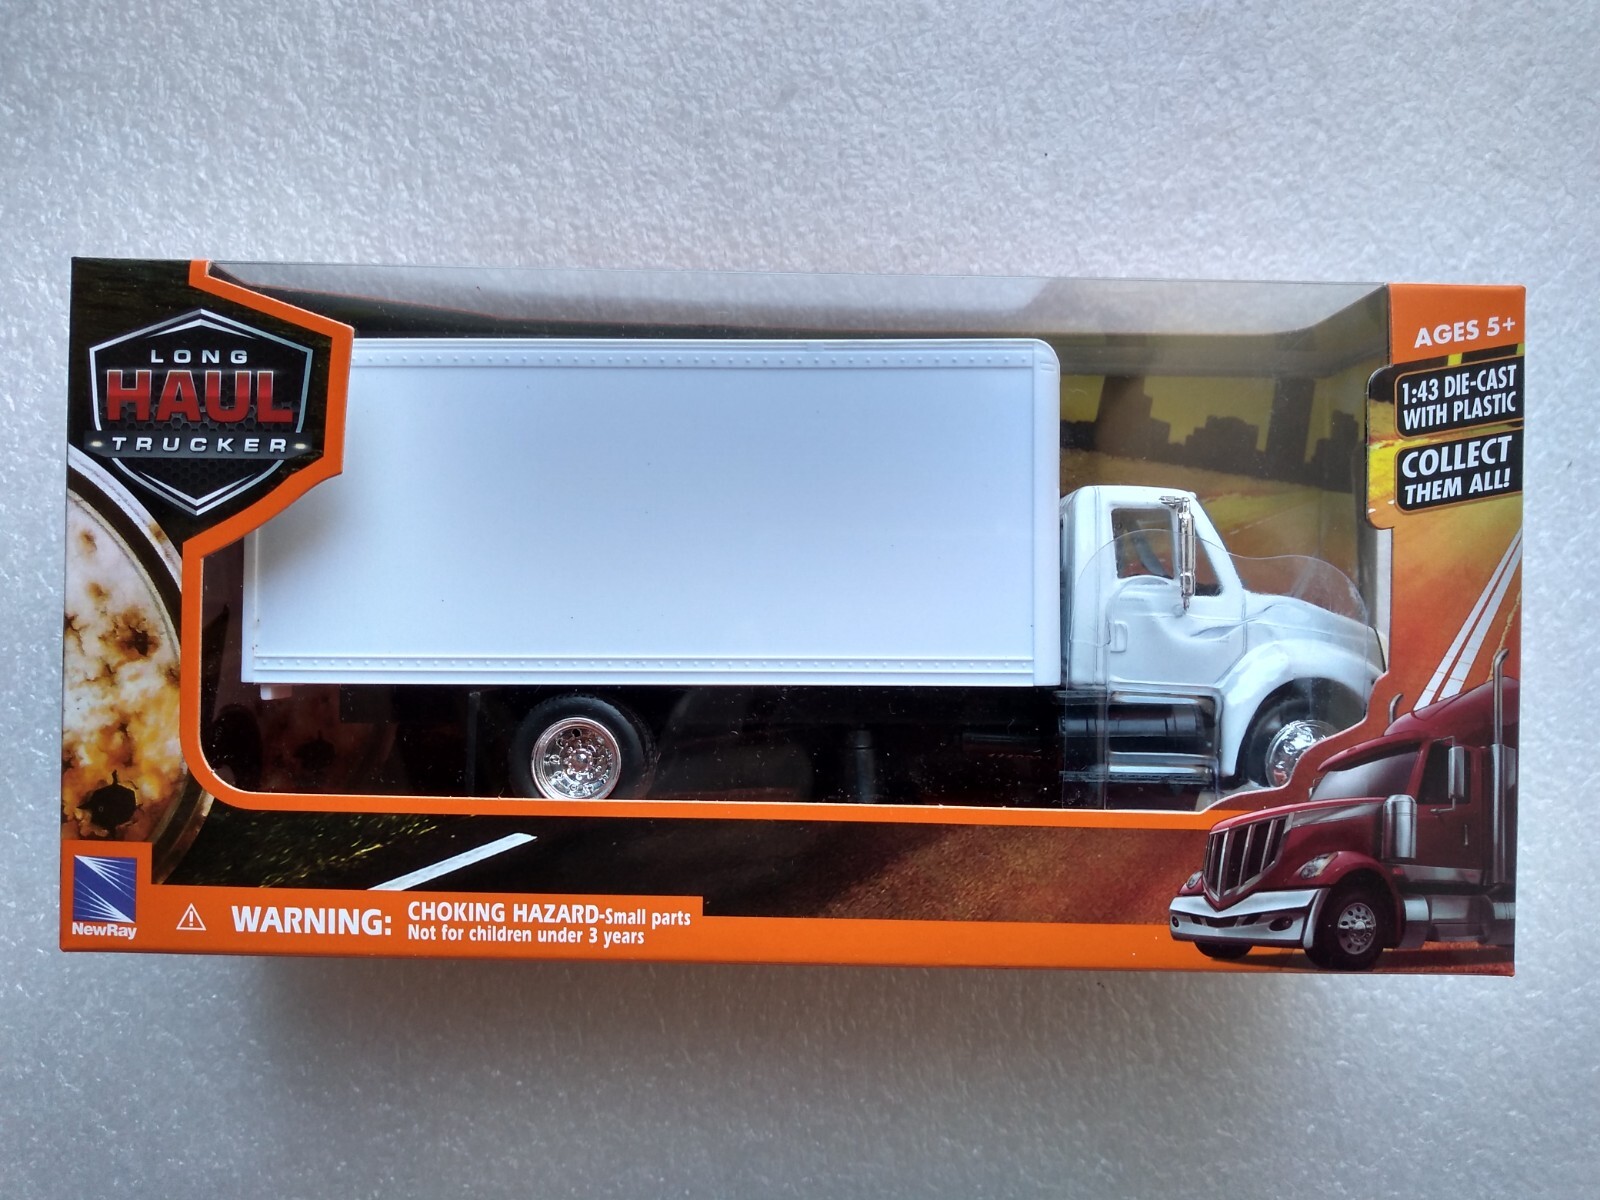 LONG
HAUL
TRUCKER
AGES 5+
1:43 DIE-CAST
WITH PLASTIC
COLLECT
THEM ALL!
NewRay
WARNING: CHOKING HAZARD-Small parts
Not for children under 3 years